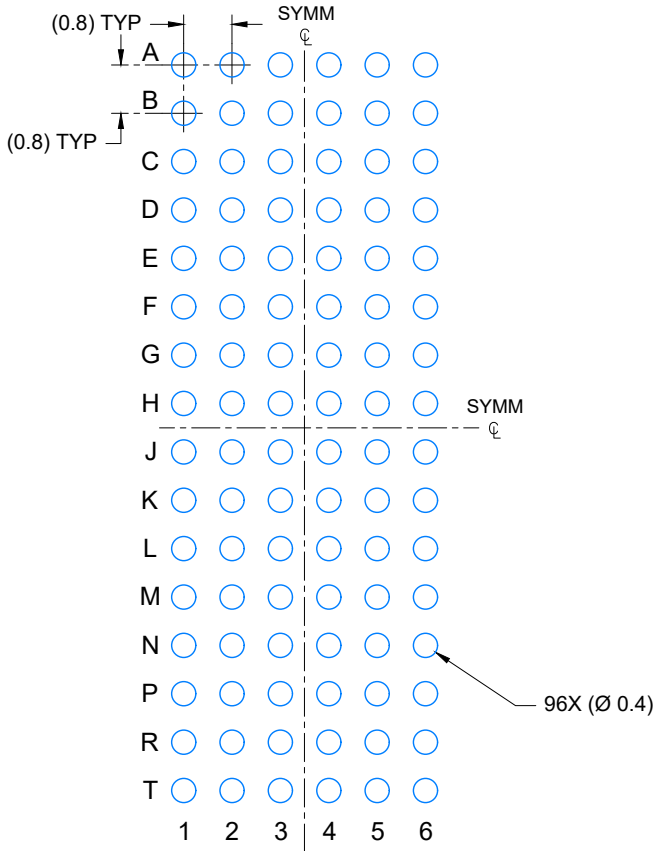 (0.8) TYP
SYMM
℄
A
B
(0.8) TYP
C
D
E
F
G
H
SYMM
℄
J
K
L
M
N
96X (Ø 0.4)
P
R
T
1 2 3 4 5 6